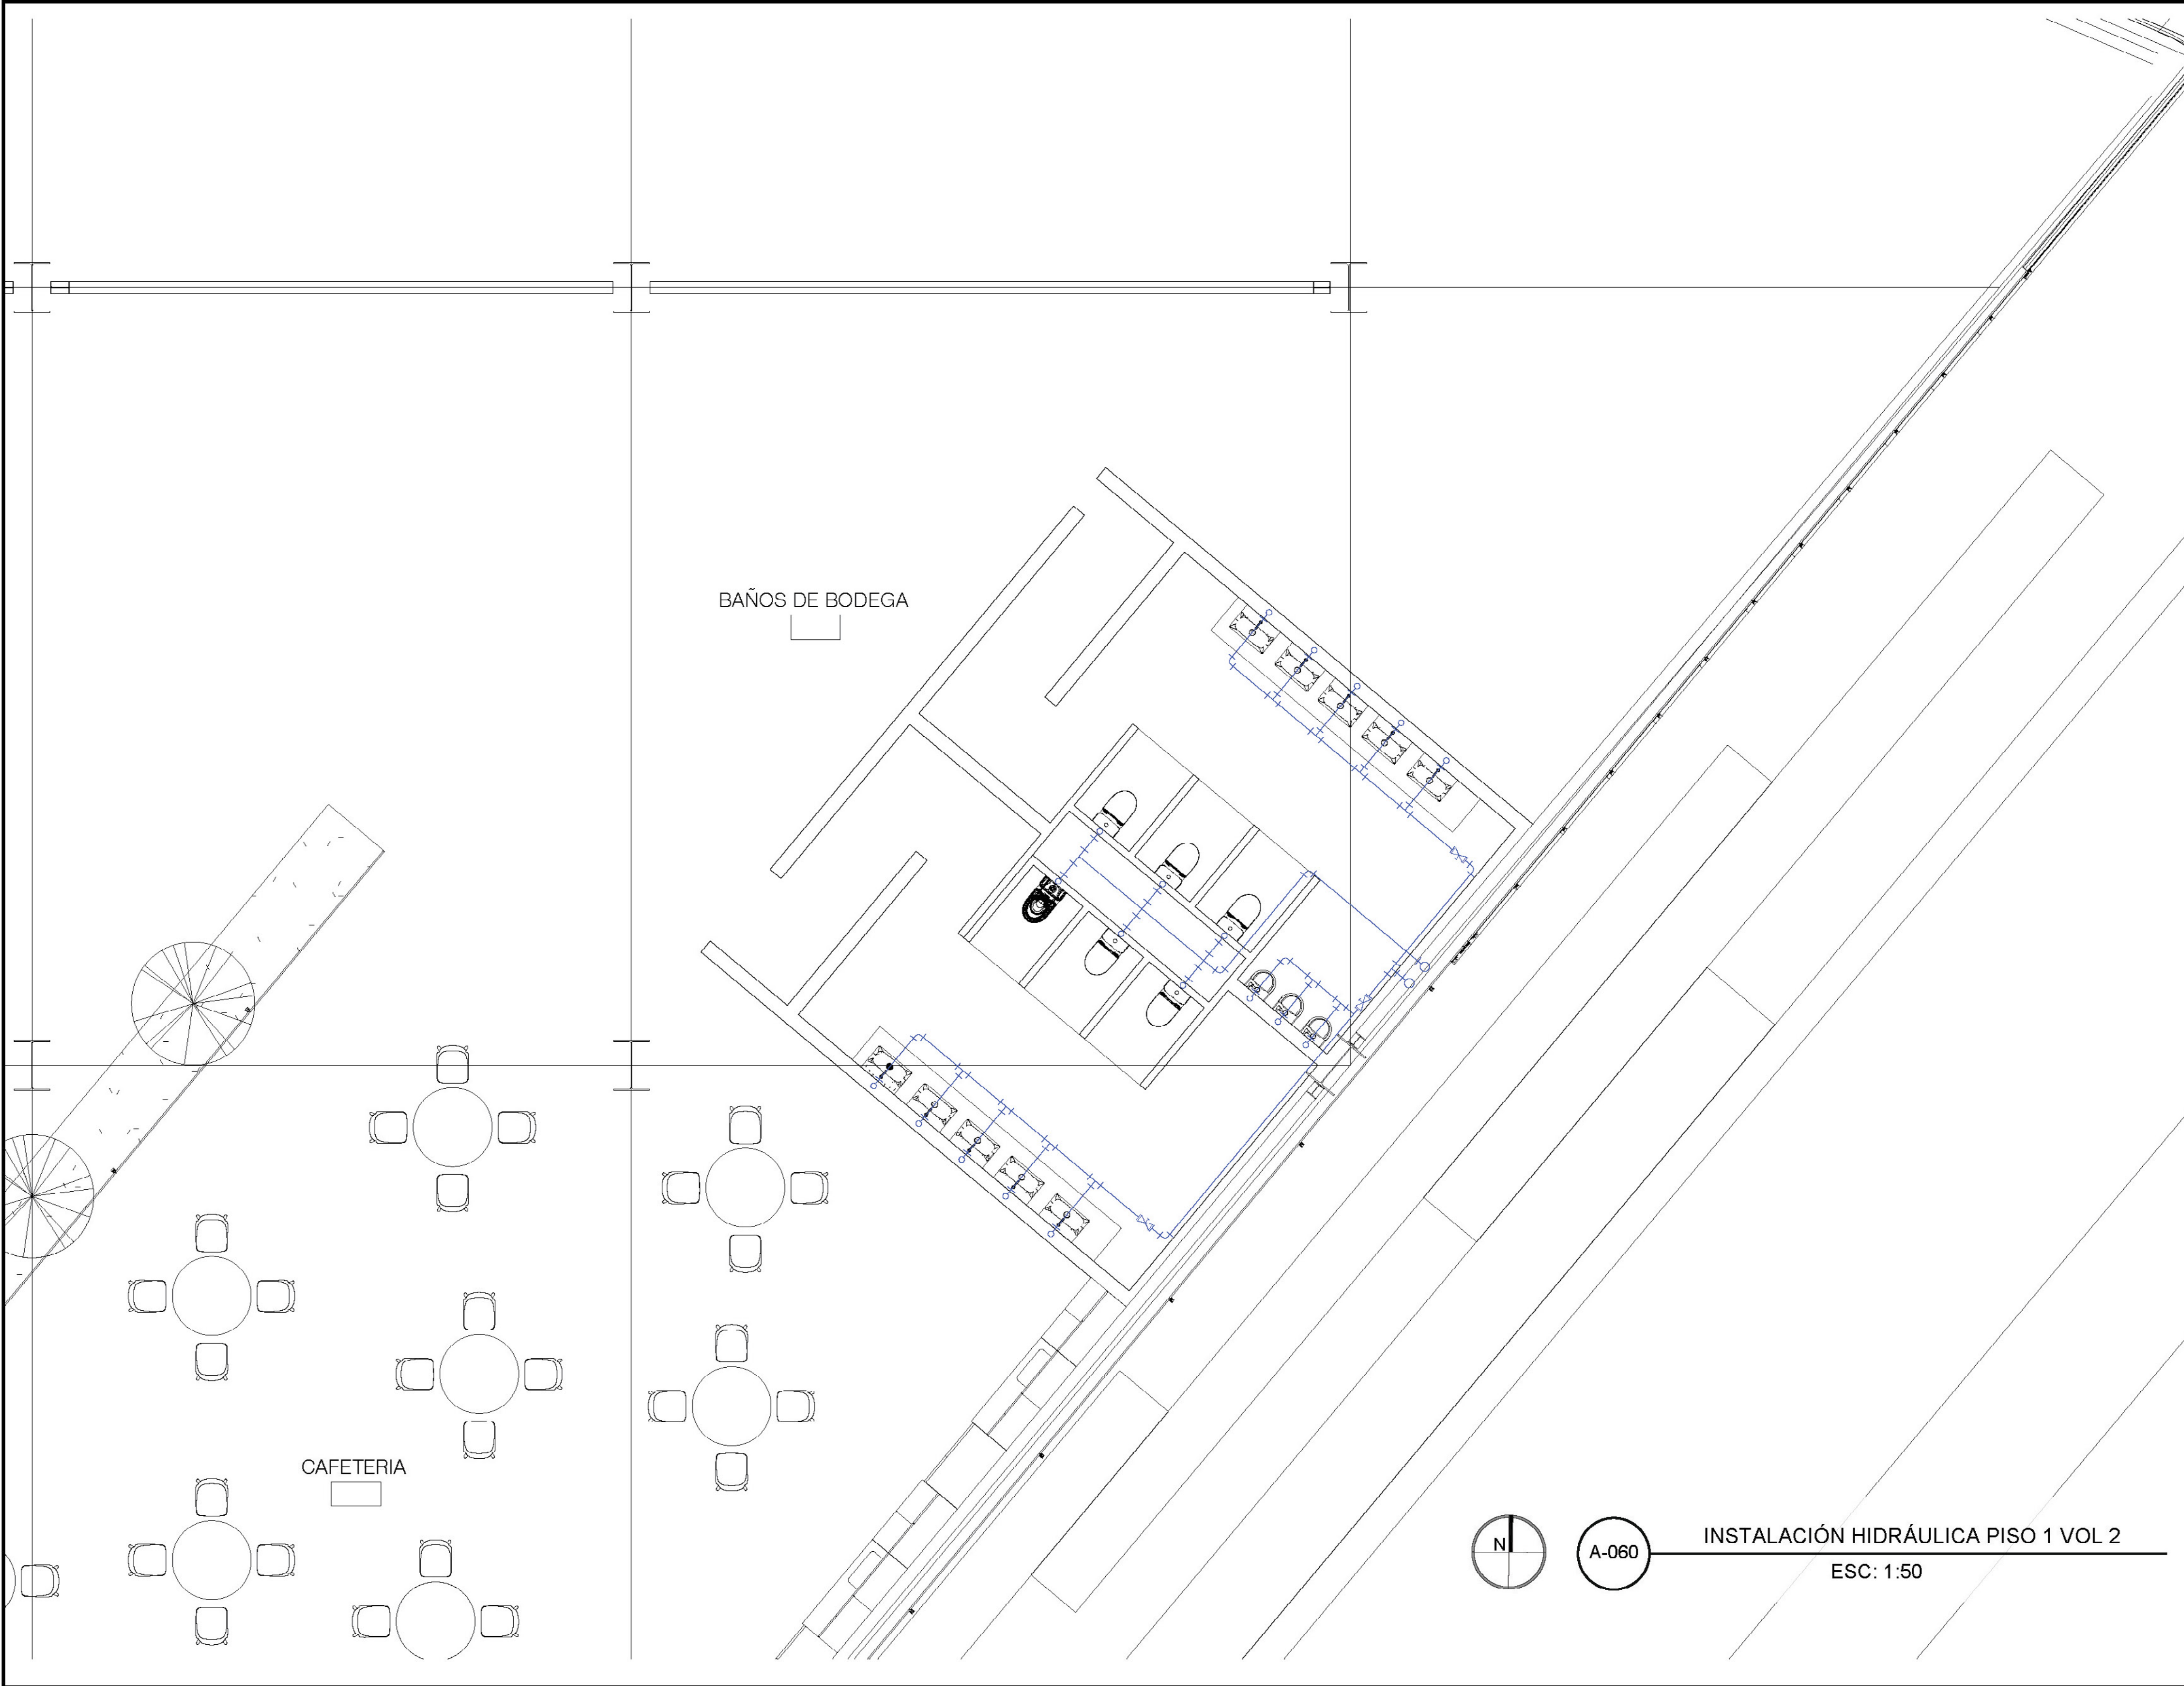 BAÑOS DE BODEGA
CAFETERIA
N
A-060
INSTALACIÓN HIDRÁULICA PISO 1 VOL 2
ESC: 1:50